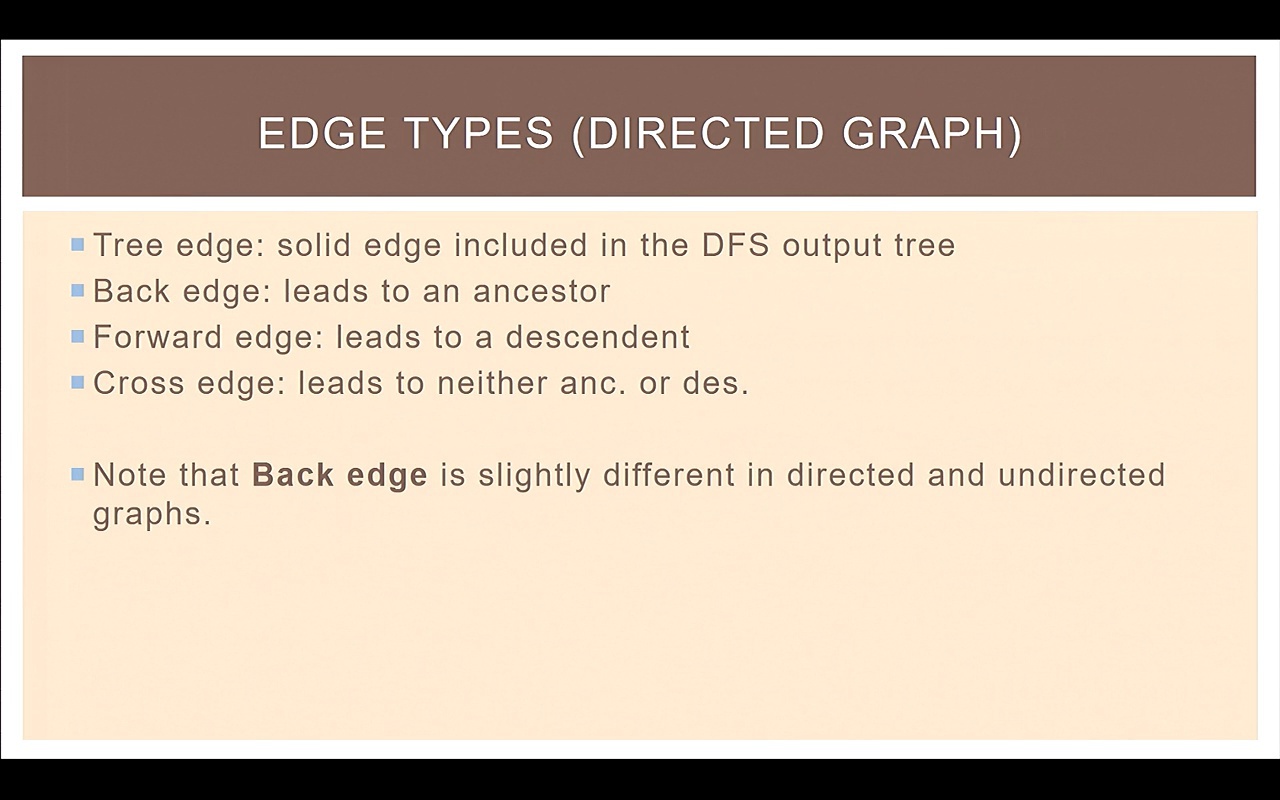 EDGE TYPES (DIRECTED GRAPH)
Tree edge: solid edge included in the DFS output tree
Back edge: leads to an ancestor
Forward edge: leads to a descendent
Cross edge: leads to neither anc. or des.
Note that Back edge is slightly different in directed and undirected
graphs.